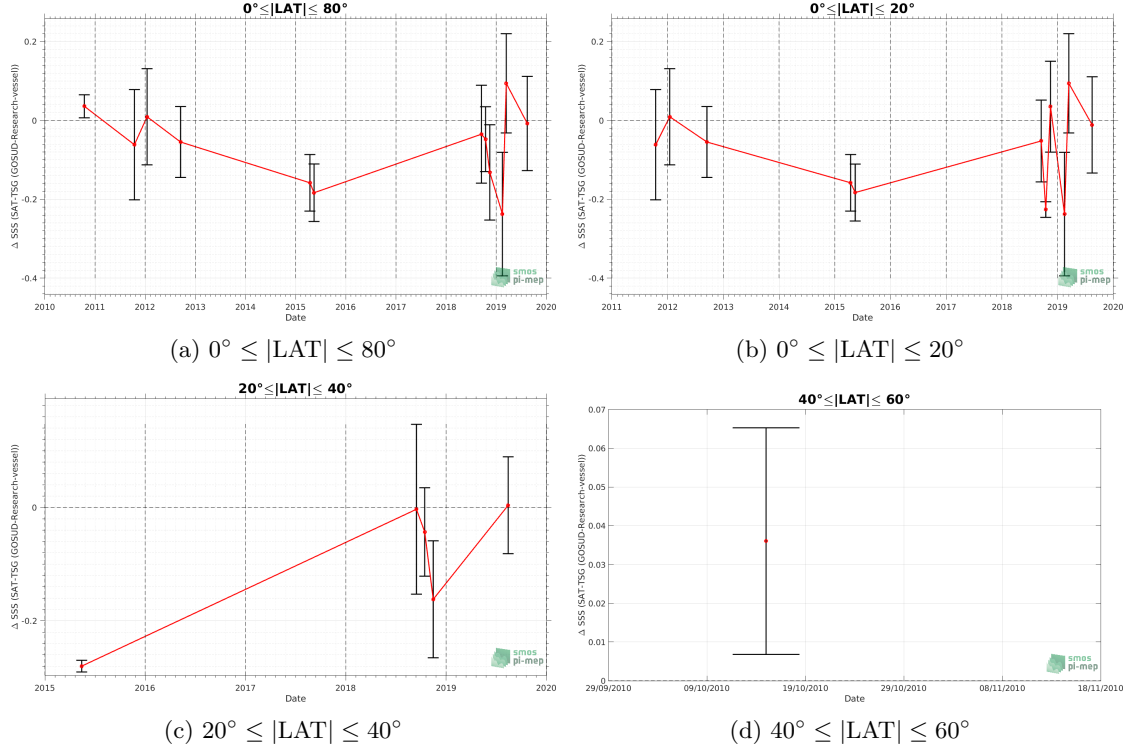 0°≤|LAT|≤ 80°
Δ SSS (SAT-TSG (GOSUD-Research-vessel))
0.2
0
-0.2
-0.4
2010 2011 2012 2013 2014 2015 2016 2017 2018 2019 2020
Date
smos
pi-mep
(a) 0° ≤ |LAT| ≤ 80°
0°≤|LAT|≤ 20°
Δ SSS (SAT-TSG (GOSUD-Research-vessel))
0.2
0
-0.2
-0.4
2011 2012 2013 2014 2015 2016 2017 2018 2019 2020
Date
smos
pi-mep
(b) 0° ≤ |LAT| ≤ 20°
20°≤|LAT|≤ 40°
Δ SSS (SAT-TSG (GOSUD-Research-vessel))
0
-0.2
2015 2016 2017 2018 2019 2020
Date
smos
pi-mep
(c) 20° ≤ |LAT| ≤ 40°
40°≤|LAT|≤ 60°
Δ SSS (SAT-TSG (GOSUD-Research-vessel))
0.07
0.06
0.05
0.04
0.03
0.02
0.01
0
29/09/2010 09/10/2010 19/10/2010 29/10/2010 08/11/2010 18/11/2010
Date
smos
pi-mep
(d) 40° ≤ |LAT| ≤ 60°